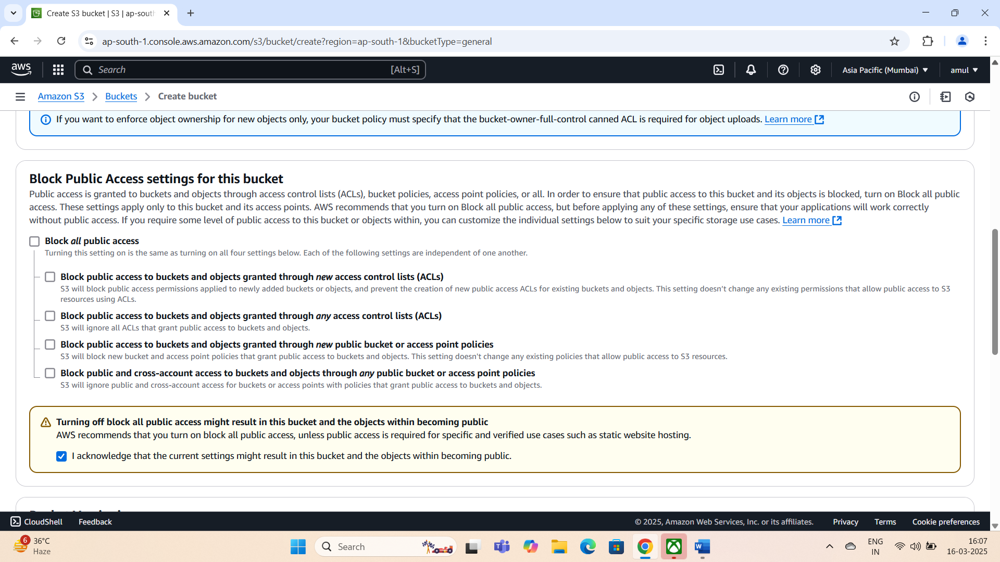 Create S3 bucket | S3 | ap-south
ap-south-1.console.aws.amazon.com/s3/bucket/create?region=ap-south-1&bucketType=general
aws
Search
[Alt+S]
Asia Pacific (Mumbai)
amul
Amazon S3
Buckets
Create bucket
If you want to enforce object ownership for new objects only, your bucket policy must specify that the bucket-owner-full-control canned ACL is required for object uploads. Learn more
Block Public Access settings for this bucket
Public access is granted to buckets and objects through access control lists (ACLs), bucket policies, access point policies, or all. In order to ensure that public access to this bucket and its objects is blocked, turn on Block all public
access. These settings apply only to this bucket and its access points. AWS recommends that you turn on Block all public access, but before applying any of these settings, ensure that your applications will work correctly
without public access. If you require some level of public access to this bucket or objects within, you can customize the individual settings below to suit your specific storage use cases. Learn more
Block all public access
Turning this setting on is the same as turning on all four settings below. Each of the following settings are independent of one another.
Block public access to buckets and objects granted through new access control lists (ACLs)
S3 will block public access permissions applied to newly added buckets or objects, and prevent the creation of new public access ACLs for existing buckets and objects. This setting doesn't change any existing permissions that allow public access to S3
resources using ACLs.
Block public access to buckets and objects granted through any access control lists (ACLs)
S3 will ignore all ACLs that grant public access to buckets and objects.
Block public access to buckets and objects granted through new public bucket or access point policies
S3 will block new bucket and access point policies that grant public access to buckets and objects. This setting doesn't change any existing policies that allow public access to S3 resources.
Block public and cross-account access to buckets and objects through any public bucket or access point policies
S3 will ignore public and cross-account access for buckets or access points with policies that grant public access to buckets and objects.
Turning off block all public access might result in this bucket and the objects within becoming public
AWS recommends that you turn on block all public access, unless public access is required for specific and verified use cases such as static website hosting.
I acknowledge that the current settings might result in this bucket and the objects within becoming public.
CloudShell
Feedback
© 2025, Amazon Web Services, Inc. or its affiliates.
Privacy
Terms
Cookie preferences
6
36°C
Haze
Search
ENG
IN
16:07
16-03-2025